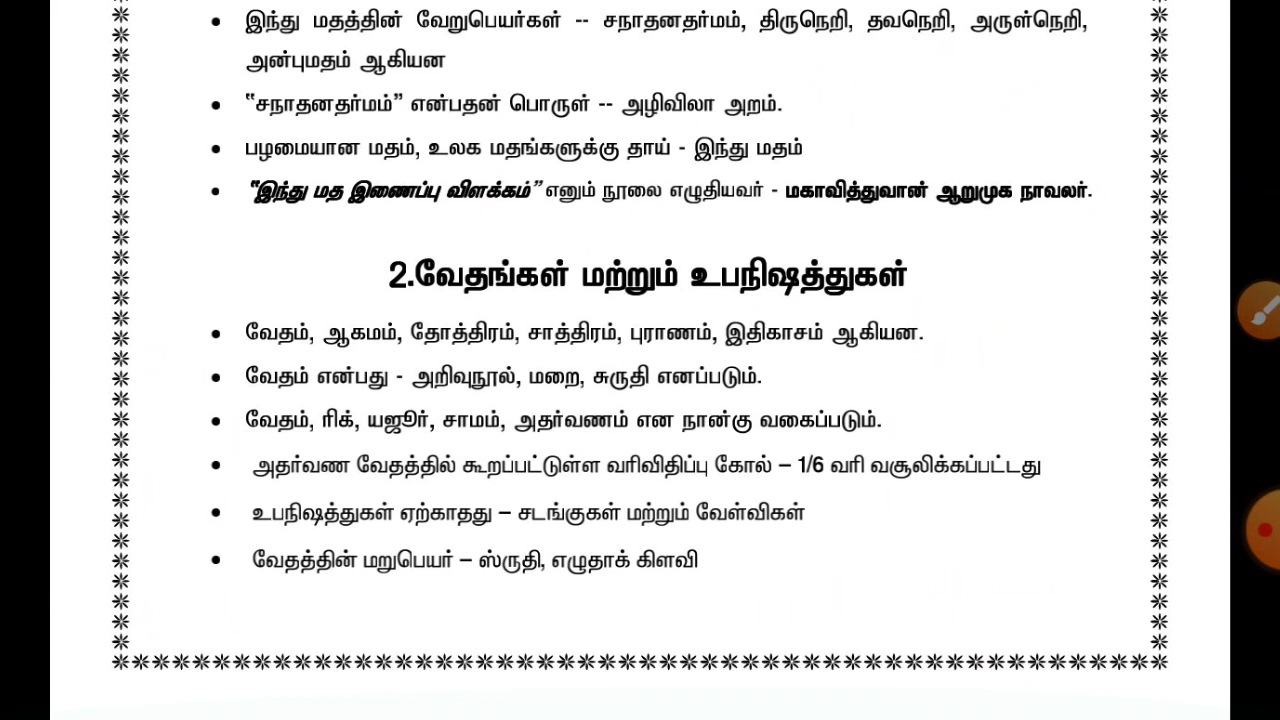 • இந்து மதத்தின் வேறுபெயர்கள் -- சநாதனதர்மம், திருநெறி, தவநெறி, அருள்நெறி,
அன்புமதம் ஆகியன
• “சநாதனதர்மம்” என்பதன் பொருள் -- அழிவிலா அறம்.
• பழமையான மதம், உலக மதங்களுக்கு தாய் - இந்து மதம்
• “இந்து மத இணைப்பு விளக்கம்” எனும் நூலை எழுதியவர் - மகாவித்துவான் ஆறுமுக நாவலர்.
2.வேதங்கள் மற்றும் உபநிஷத்துகள்
• வேதம், ஆகமம், தோத்திரம், சாத்திரம், புராணம், இதிகாசம் ஆகியன.
• வேதம் என்பது - அறிவுநூல், மறை, சுருதி எனப்படும்.
• வேதம், ரிக், யஜூர், சாமம், அதர்வணம் என நான்கு வகைப்படும்.
• அதர்வண வேதத்தில் கூறப்பட்டுள்ள வரிவிதிப்பு கோல் – 1/6 வரி வசூலிக்கப்பட்டது
• உபநிஷத்துகள் ஏற்காதது – சடங்குகள் மற்றும் வேள்விகள்
• வேதத்தின் மறுபெயர் – ஸ்ருதி, எழுதாக் கிளவி